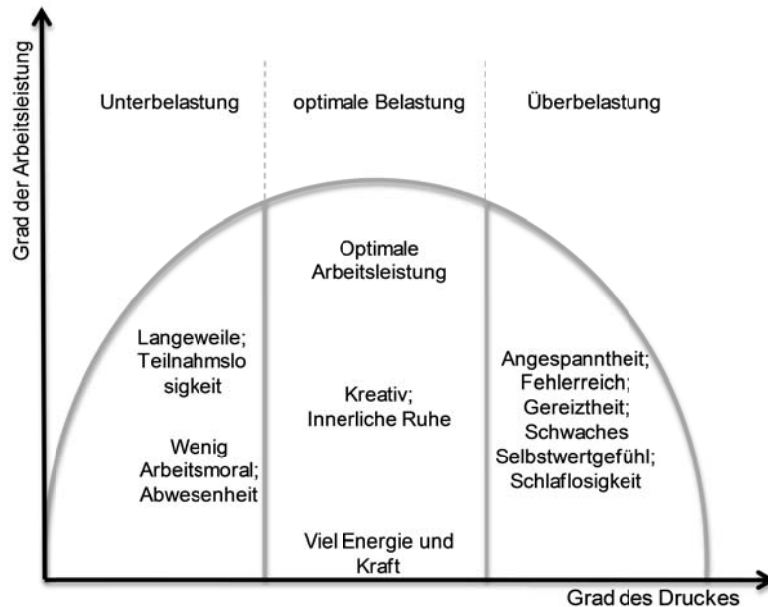 Grad der Arbeitsleistung
Unterbelastung
optimale Belastung
Überbelastung
Optimale
Arbeitsleistung
Langeweile;
Teilnahmslo
sigkeit
Wenig
Arbeitsmoral;
Abwesenheit
Kreativ;
Innerliche Ruhe
Viel Energie und
Kraft
Angespanntheit;
Fehlerreich;
Gereiztheit;
Schwaches
Selbstwertgefühl;
Schlaflosigkeit
Grad des Druckes